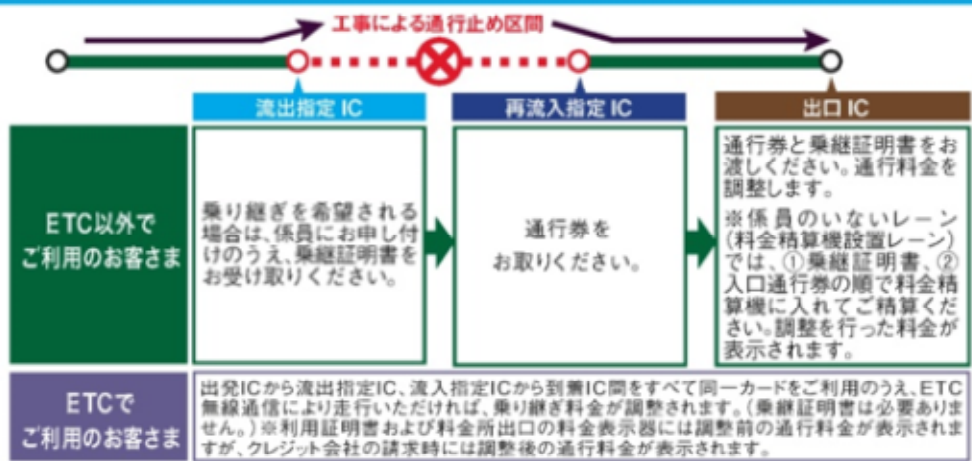 工事による通行止め区間
流出指定 IC
再流入指定 IC
出口 IC
ETC以外で
ご利用のお客さま
乗り継ぎを希望される
場合は、係員にお申し付
けのうえ、乗継証明書を
お受け取りください。
通行券を
お取りください。
通行券と乗継証明書をお
渡しください。通行料金を
調整します。
※係員のいないレーン
(料金精算機設置レーン)
では、①乗継証明書、②
入口通行券の順で料金精
算機に入れてご精算くだ
さい。調整を行った料金が
表示されます。
ETCで
ご利用のお客さま
出発ICから流出指定IC、流入指定ICから到着IC間をすべて同一カードをご利用のうえ、ETC
無線通信により走行いただければ、乗り継ぎ料金が調整されます。(乗継証明書は必要ありま
せん。)※利用証明書および料金所出口の料金表示器には調整前の通行料金が表示されま
すが、クレジット会社の請求時には調整後の通行料金が表示されます。